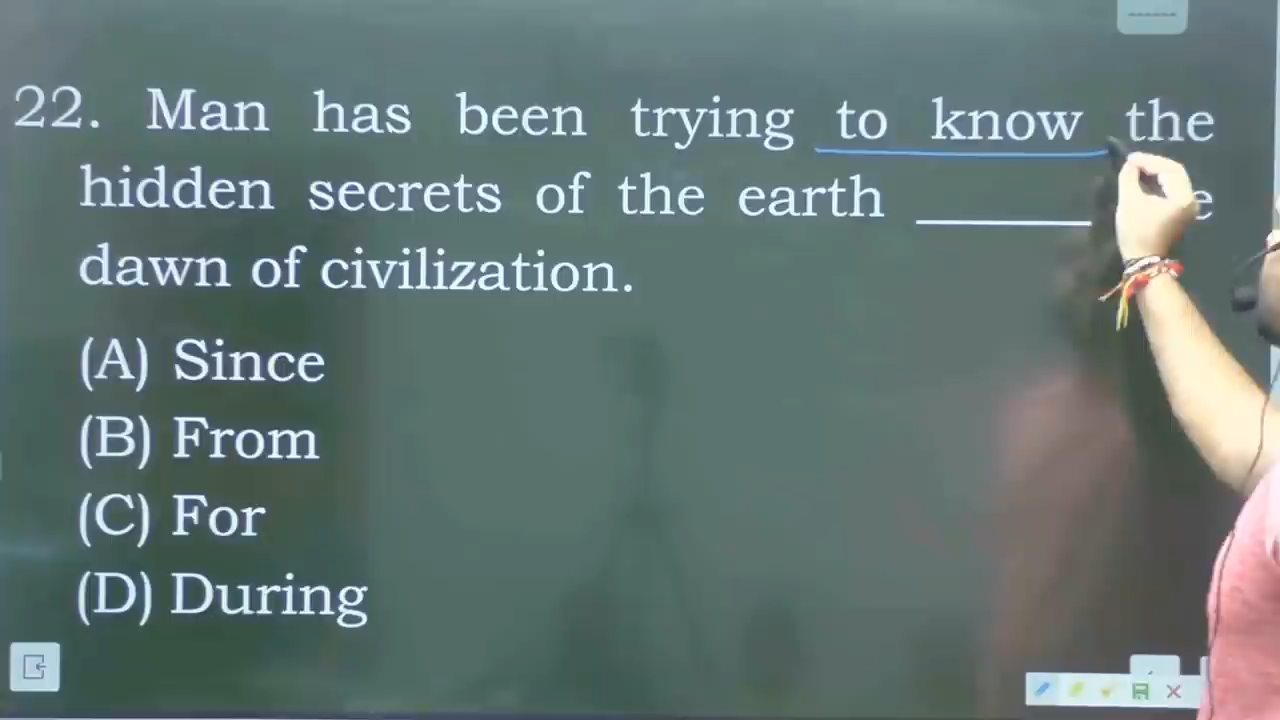 22. Man has been trying to know the
hidden secrets of the earth ______
dawn of civilization.
(A) Since
(B) From
(C) For
(D) During